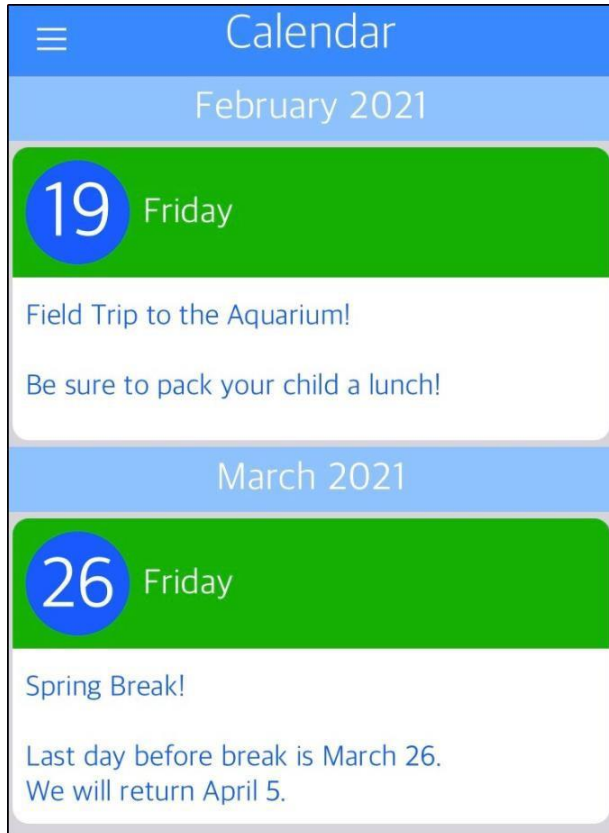 Calendar
February 2021
19 Friday
Field Trip to the Aquarium!
Be sure to pack your child a lunch!
March 2021
26 Friday
Spring Break!
Last day before break is March 26.
We will return April 5.